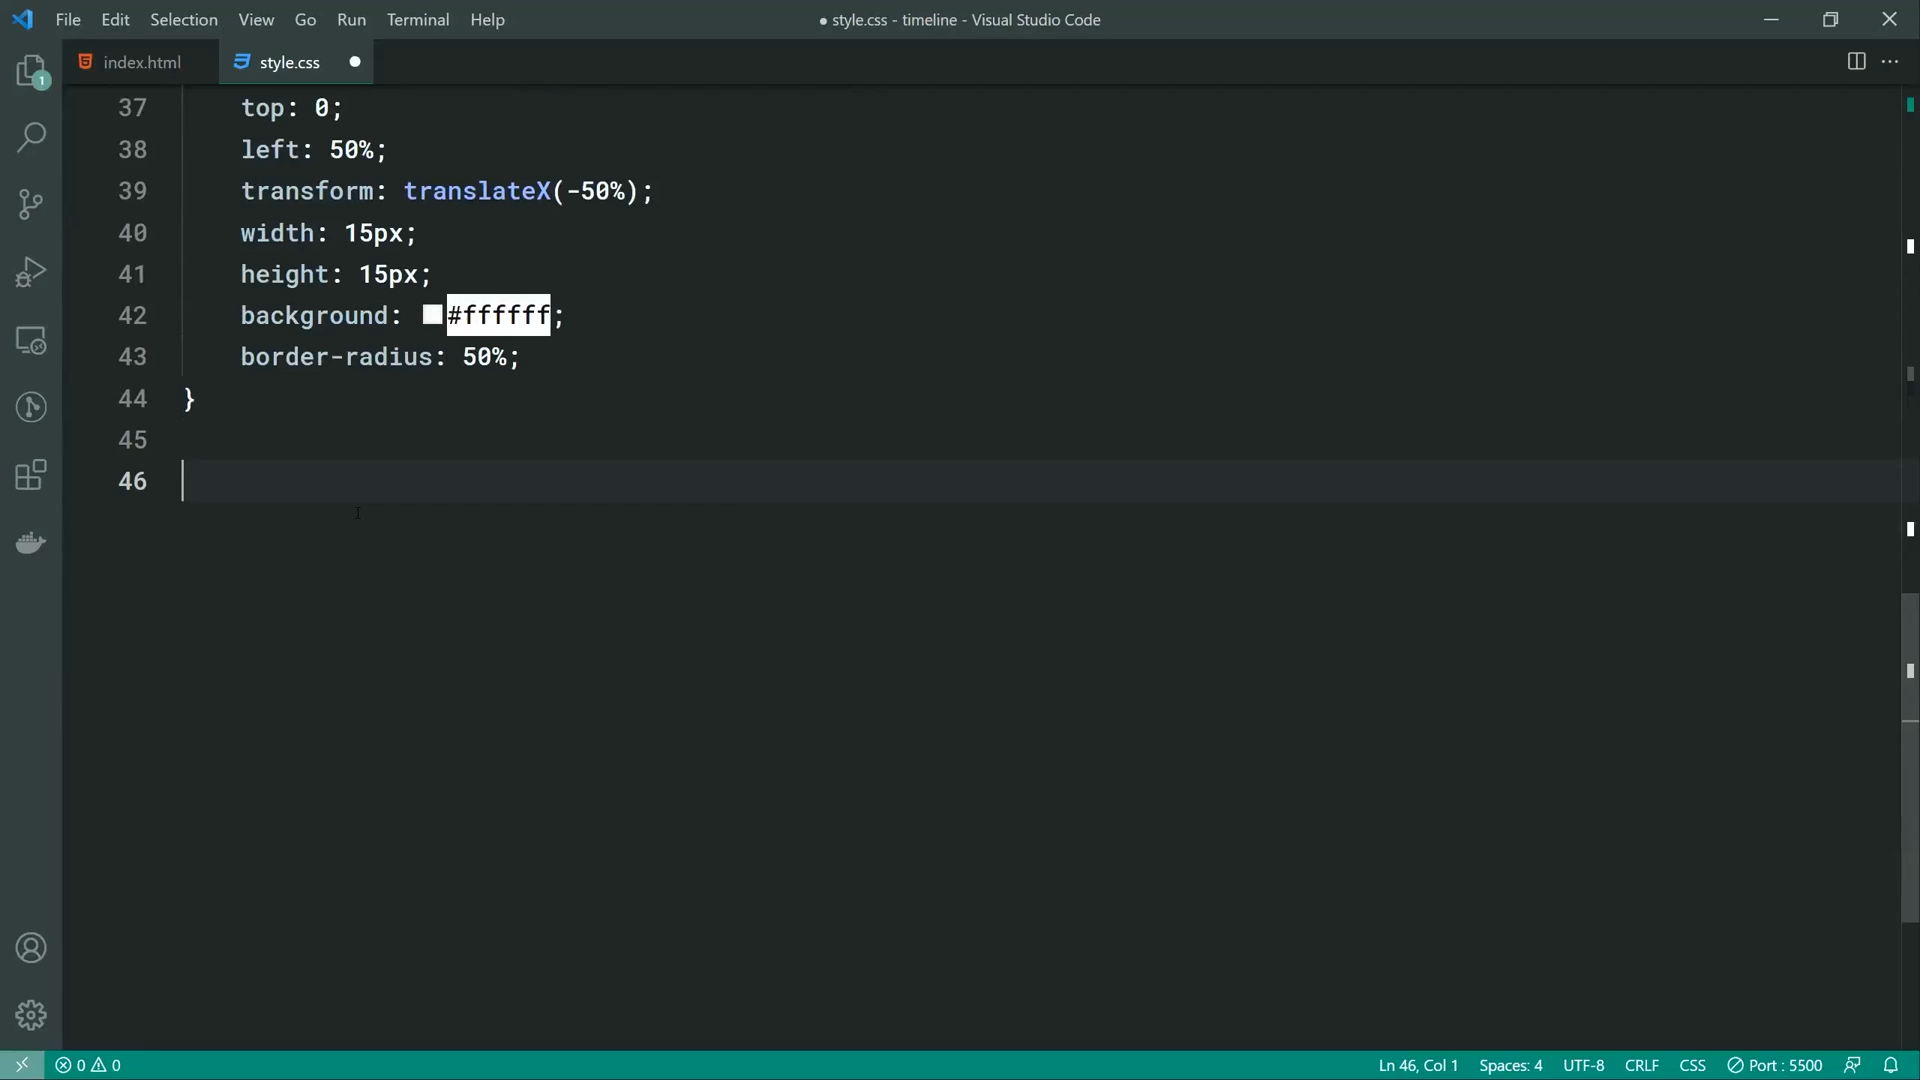 File Edit Selection View Go Run Terminal Help
● style.css - timeline - Visual Studio Code
index.html
style.css
1
37 top: 0;
38 left: 50%;
39 transform: translateX(-50%);
40 width: 15px;
41 height: 15px;
42 background: #ffffff;
43 border-radius: 50%;
44 }
45
46
0 0
Ln 46, Col 1
Spaces: 4
UTF-8
CRLF
CSS
Port : 5500